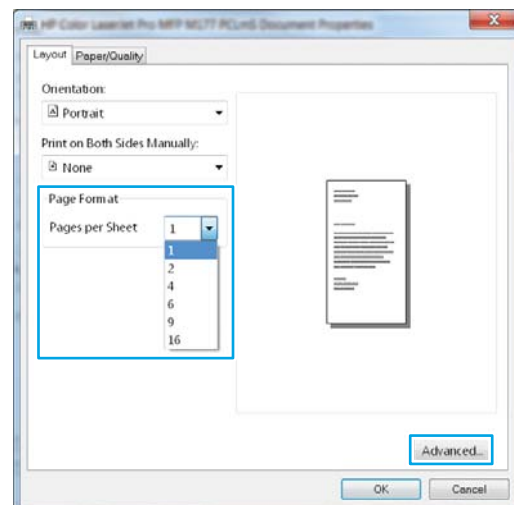 HP Color LaserJet Pro MFP M177 PCLmS Document Properties
Layout Paper/Quality
Orientation:
Portrait
Print on Both Sides Manually:
None
Page Format
Pages per Sheet 1
1
2
4
6
9
16
Advanced...
OK Cancel